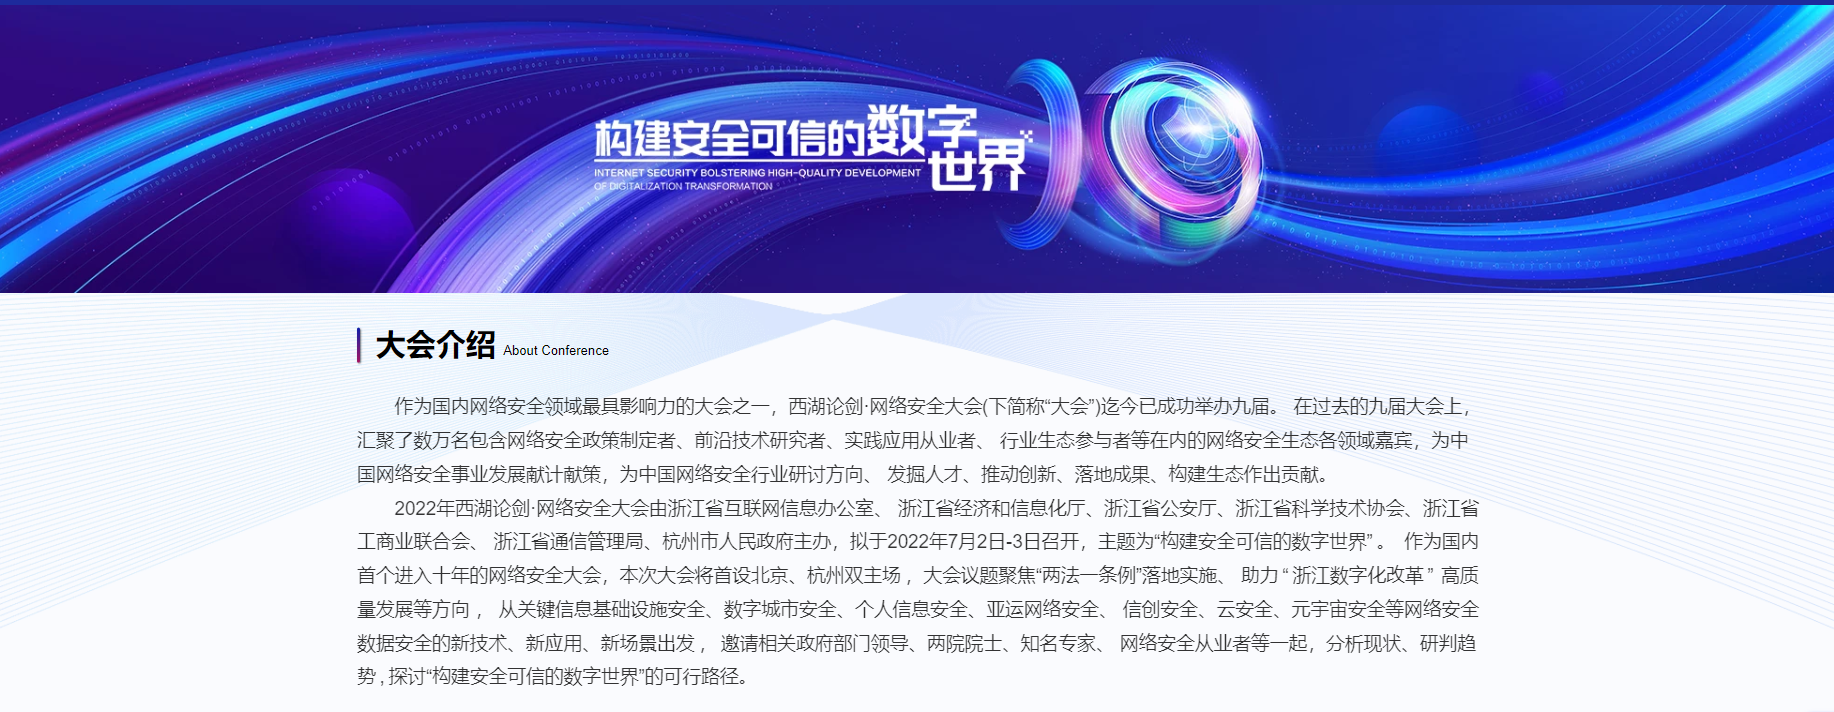 构建安全可信的数字世界
INTERNET SECURITY BOLSTERING HIGH-QUALITY DEVELOPMENT
OF DIGITALIZATION TRANSFORMATION
10
大会介绍 About Conference
作为国内网络安全领域最具影响力的大会之一，西湖论剑·网络安全大会(下简称“大会”)迄今已成功举办九届。 在过去的九届大会上，
汇聚了数万名包含网络安全政策制定者、前沿技术研究者、实践应用从业者、 行业生态参与者等在内的网络安全生态各领域嘉宾，为中
国网络安全事业发展献计献策，为中国网络安全行业研讨方向、 发掘人才、推动创新、落地成果、构建生态作出贡献。
2022年西湖论剑·网络安全大会由浙江省互联网信息办公室、 浙江省经济和信息化厅、浙江省公安厅、浙江省科学技术协会、浙江省
工商业联合会、 浙江省通信管理局、杭州市人民政府主办，拟于2022年7月2日-3日召开，主题为“构建安全可信的数字世界” 。 作为国内
首个进入十年的网络安全大会，本次大会将首设北京、杭州双主场 ，大会议题聚焦“两法一条例”落地实施、 助力 “ 浙江数字化改革 ” 高质
量发展等方向 ， 从关键信息基础设施安全、数字城市安全、个人信息安全、亚运网络安全、 信创安全、云安全、元宇宙安全等网络安全
数据安全的新技术、新应用、新场景出发 ， 邀请相关政府部门领导、两院院士、知名专家、 网络安全从业者等一起，分析现状、研判趋
势 , 探讨“构建安全可信的数字世界”的可行路径。